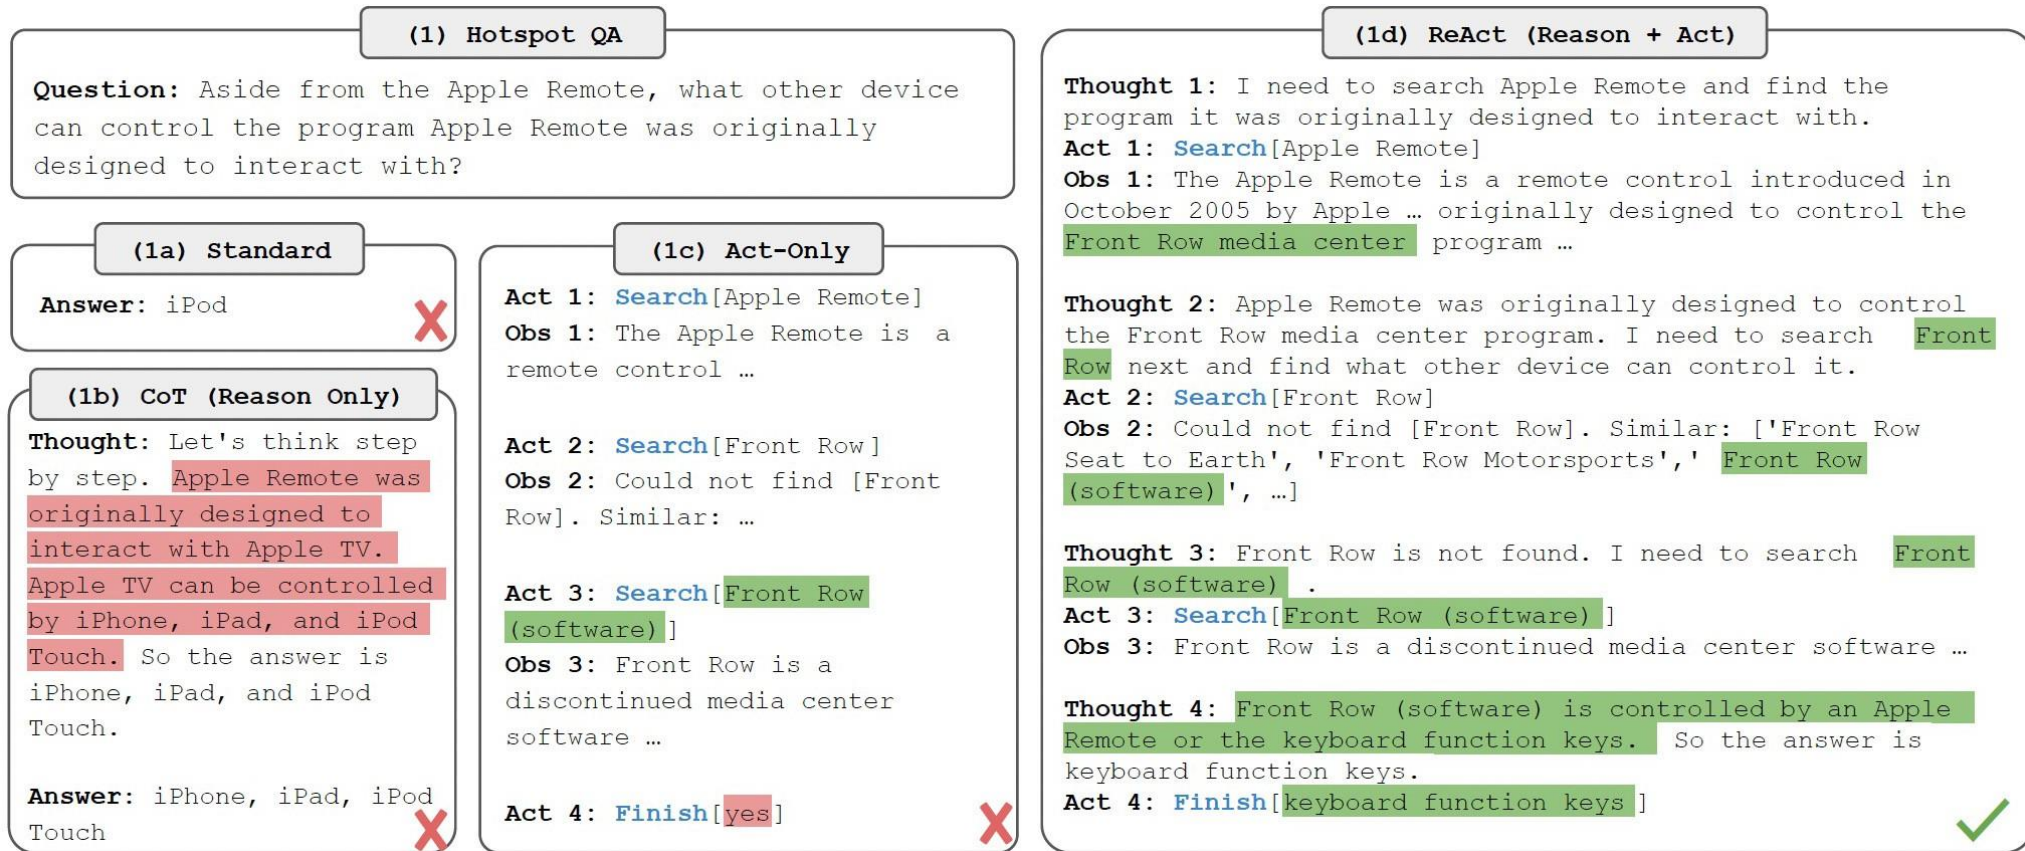 (1) Hotspot QA
Question: Aside from the Apple Remote, what other device
can control the program Apple Remote was originally
designed to interact with?
(1a) Standard
Answer: iPod
(1b) CoT (Reason Only)
Thought: Let's think step
by step. Apple Remote was
originally designed to
interact with Apple TV.
Apple TV can be controlled
by iPhone, iPad, and iPod
Touch. So the answer is
iPhone, iPad, and iPod
Touch.
Answer: iPhone, iPad, iPod
Touch
(1c) Act-Only
Act 1: Search[Apple Remote]
Obs 1: The Apple Remote is a
remote control …
Act 2: Search[Front Row]
Obs 2: Could not find [Front
Row]. Similar: …
Act 3: Search[Front Row
(software)]
Obs 3: Front Row is a
discontinued media center
software …
Act 4: Finish[yes]
(1d) ReAct (Reason + Act)
Thought 1: I need to search Apple Remote and find the
program it was originally designed to interact with.
Act 1: Search[Apple Remote]
Obs 1: The Apple Remote is a remote control introduced in
October 2005 by Apple … originally designed to control the
Front Row media center program …
Thought 2: Apple Remote was originally designed to control
the Front Row media center program. I need to search Front
Row next and find what other device can control it.
Act 2: Search[Front Row]
Obs 2: Could not find [Front Row]. Similar: ['Front Row
Seat to Earth', 'Front Row Motorsports',' Front Row
(software)', …]
Thought 3: Front Row is not found. I need to search Front
Row (software) .
Act 3: Search[Front Row (software)]
Obs 3: Front Row is a discontinued media center software …
Thought 4: Front Row (software) is controlled by an Apple
Remote or the keyboard function keys. So the answer is
keyboard function keys.
Act 4: Finish[keyboard function keys]